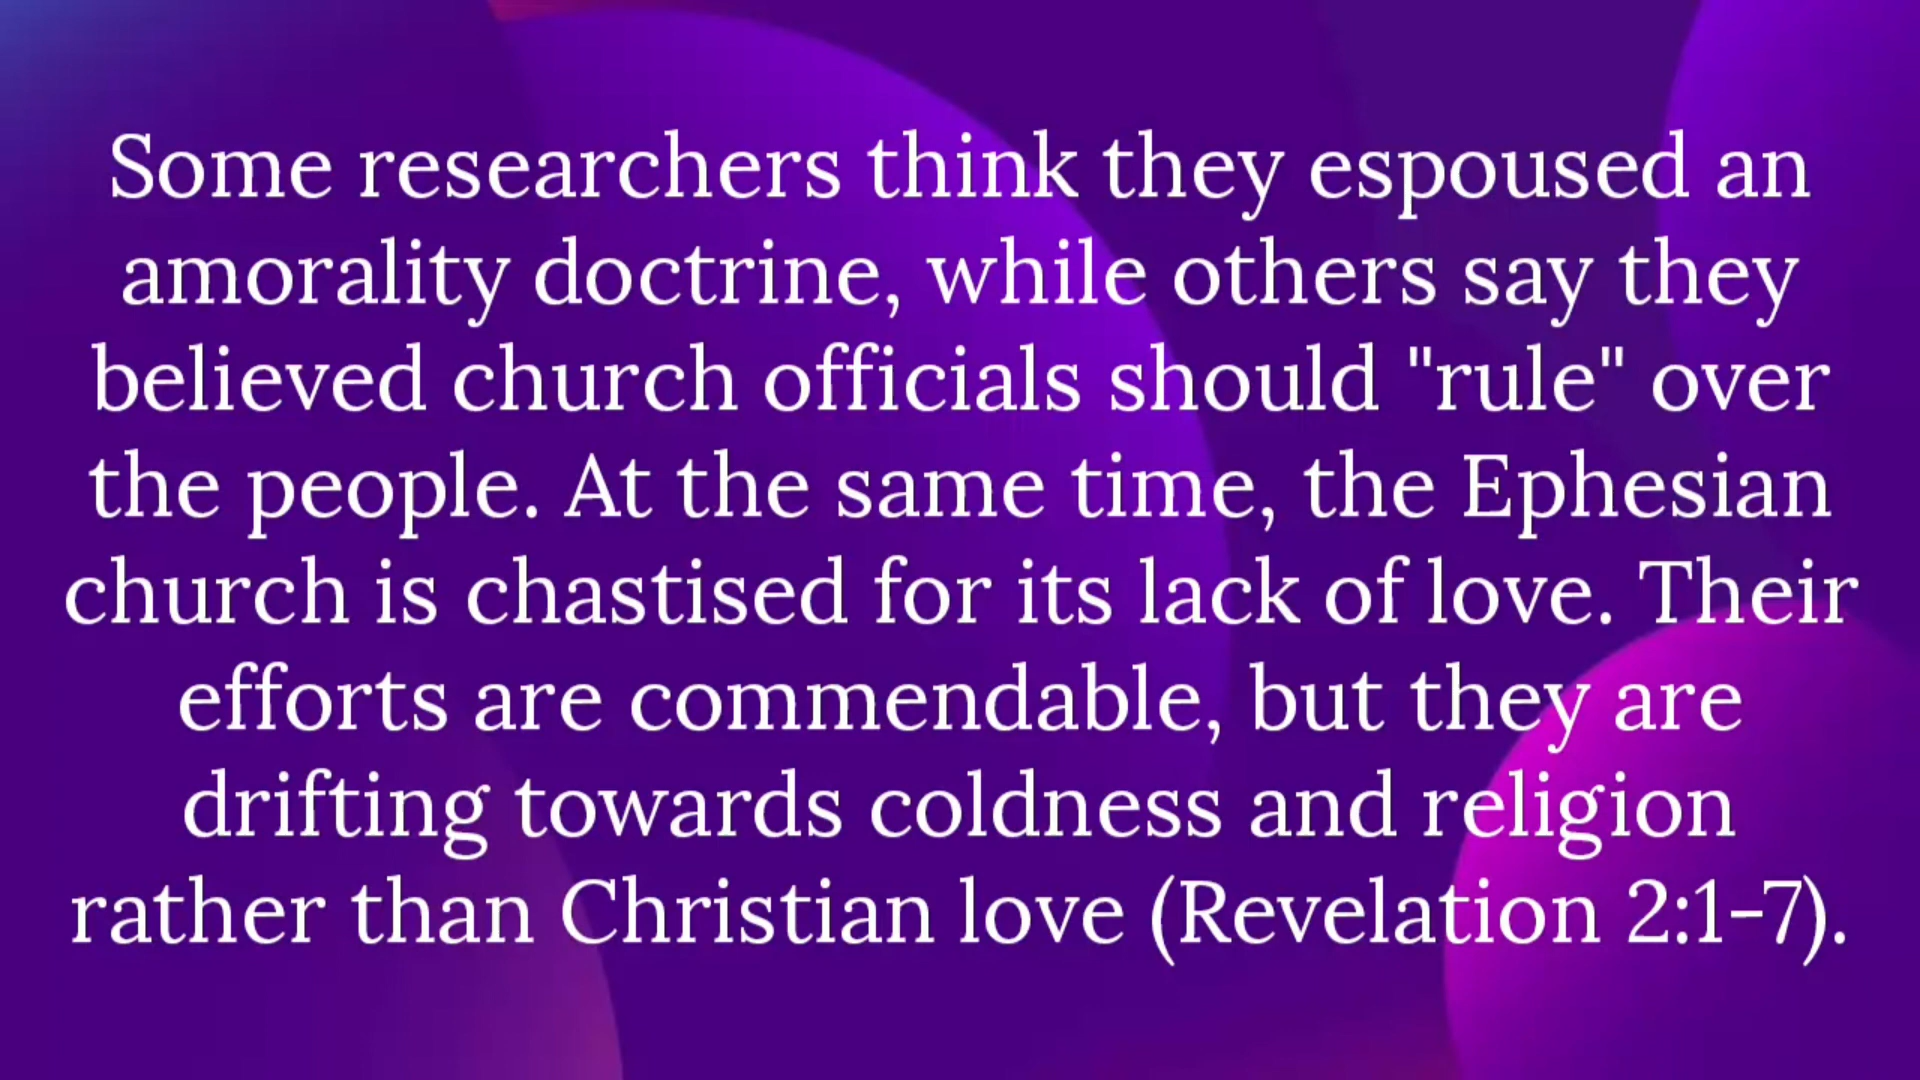 Some researchers think they espoused an
amorality doctrine, while others say they
believed church officials should "rule" over
the people. At the same time, the Ephesian
church is chastised for its lack of love. Their
efforts are commendable, but they are
drifting towards coldness and religion
rather than Christian love (Revelation 2:1-7).